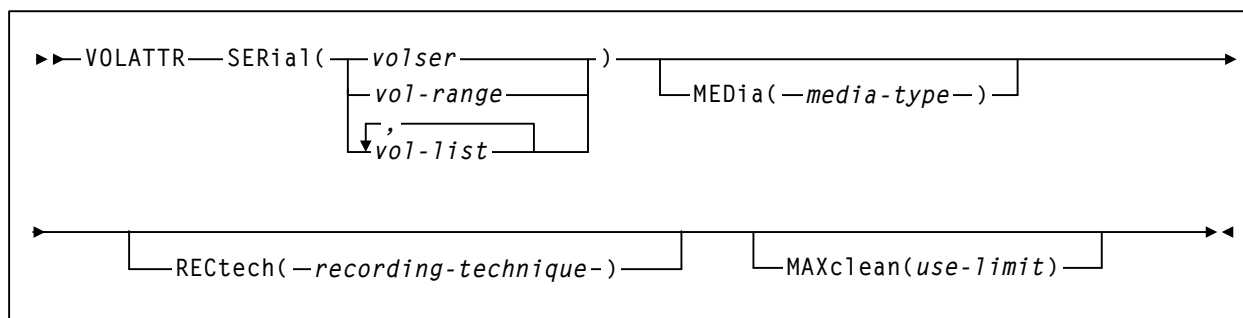 VOLATTR SERial( volser ) MEDia( media-type )
vol-range
,
vol-list
RECtech( recording-technique ) MAXclean(use-limit)